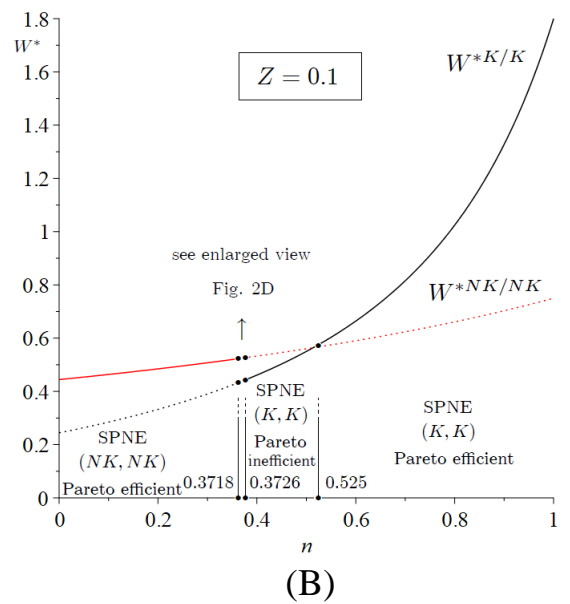 1.8
W*
1.6
Z = 0.1
W*K/K
1.4
1.2
1
see enlarged view
Fig. 2D
↑
0.8
W*NK/NK
0.6
0.4
SPNE
(K, K)
Pareto
inefficient
SPNE
(K, K)
Pareto efficient
0.2
SPNE
(NK, NK)
Pareto efficient
0.3718
0.3726
0.525
0
0 0.2 0.4 0.6 0.8 1
n
(B)